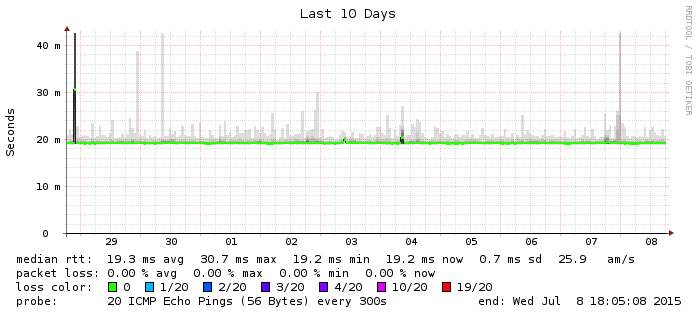 Last 10 Days
RRDTOOL / TOBI OETIKER
Seconds
40 m
30 m
20 m
10 m
0
29 30 01 02 03 04 05 06 07 08
median rtt: 19.3 ms avg 30.7 ms max 19.2 ms min 19.2 ms now 0.7 ms sd 25.9 am/s
packet loss: 0.00 % avg 0.00 % max 0.00 % min 0.00 % now
loss color: 0 1/20 2/20 3/20 4/20 10/20 19/20
probe: 20 ICMP Echo Pings (56 Bytes) every 300s end: Wed Jul 8 18:05:08 2015